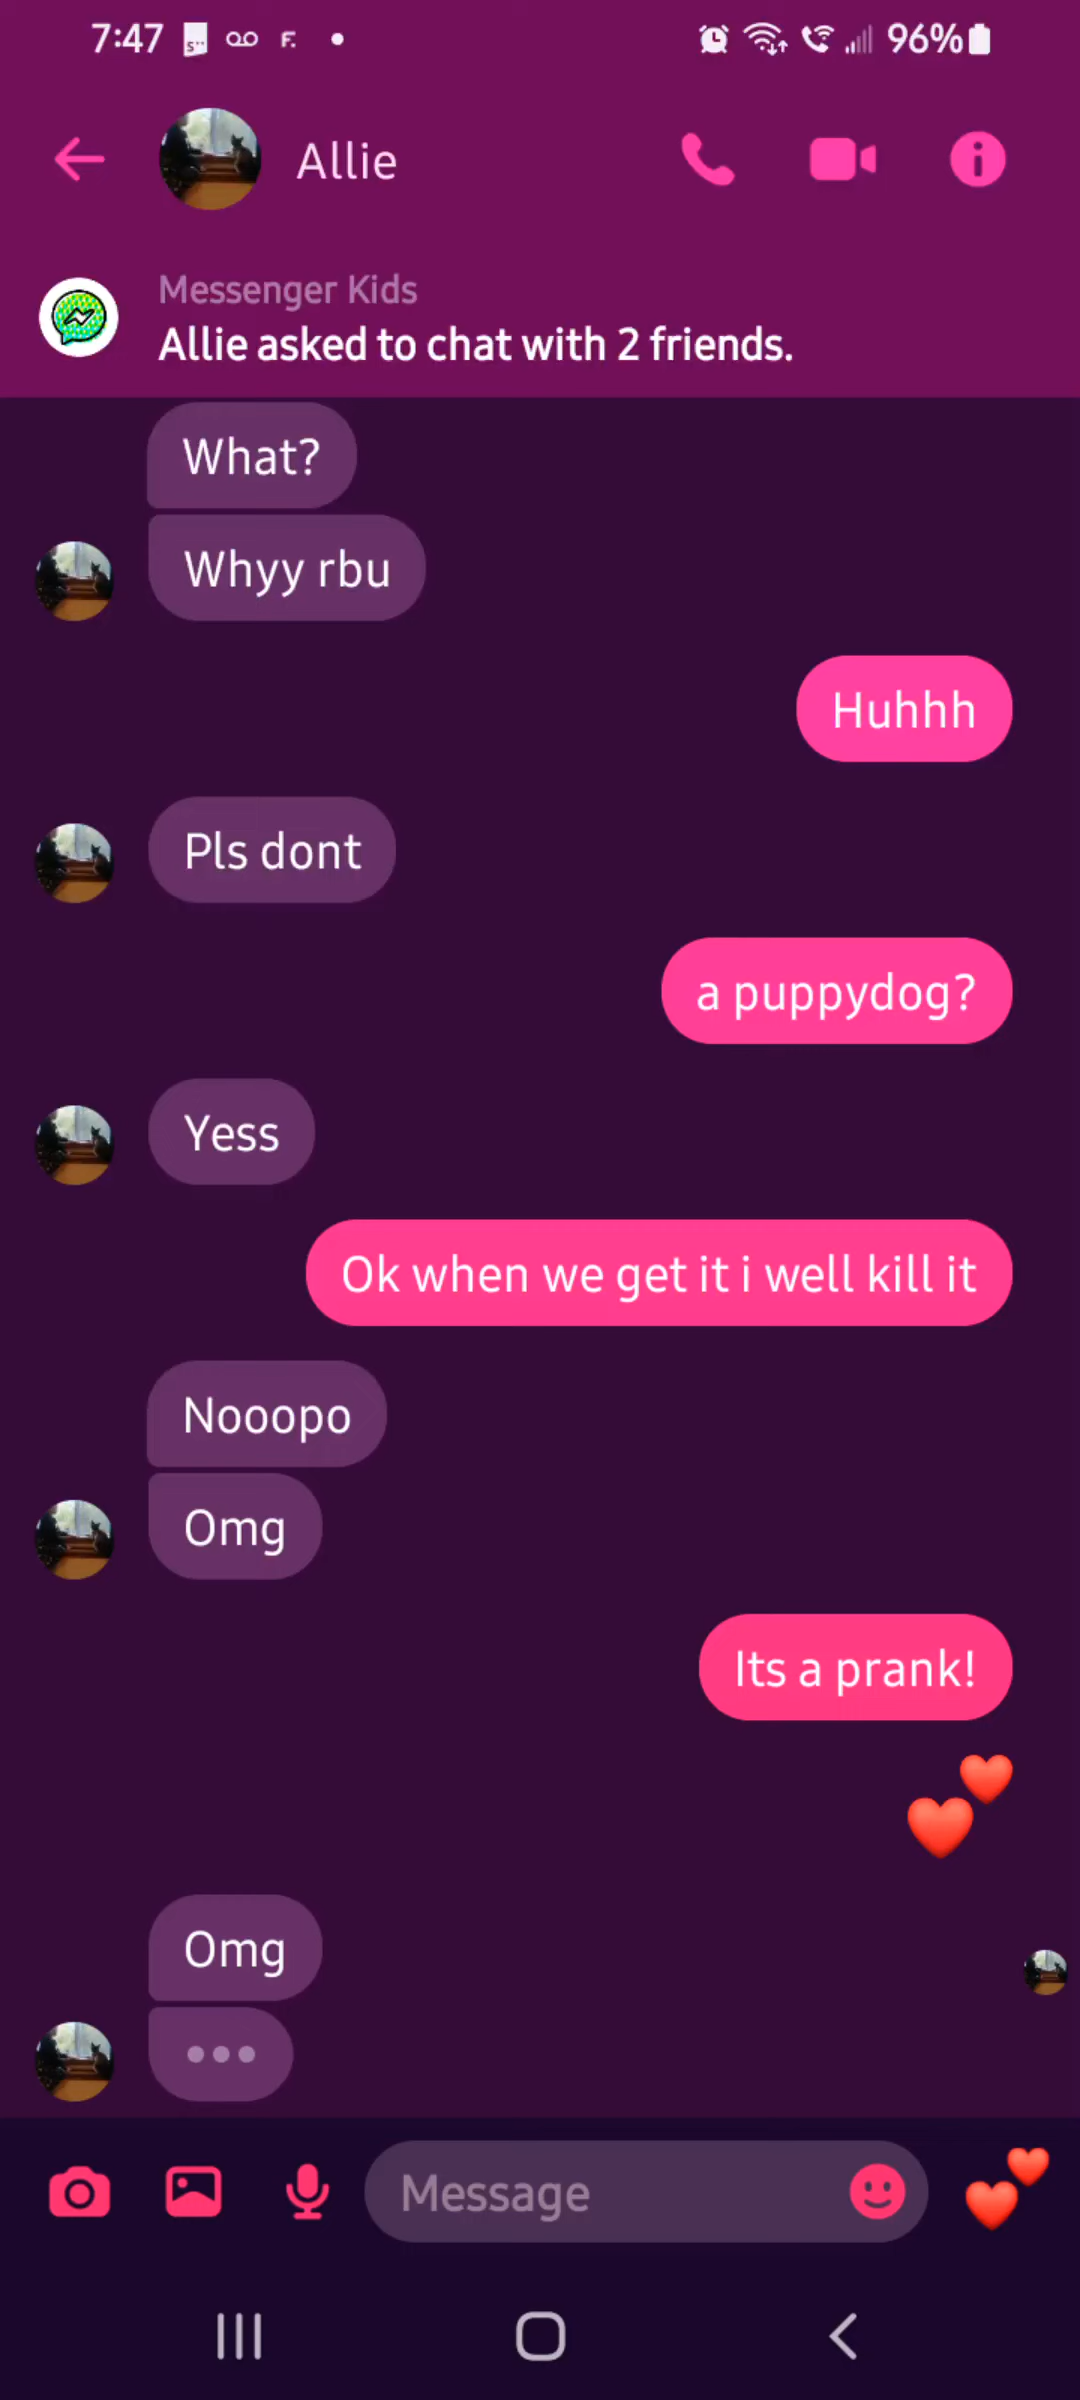 7:47 96%
Allie
Messenger Kids
Allie asked to chat with 2 friends.
What?
Whyy rbu
Huhhh
Pls dont
a puppydog?
Yess
Ok when we get it i well kill it
Nooopo
Omg
Its a prank!
Omg
Message